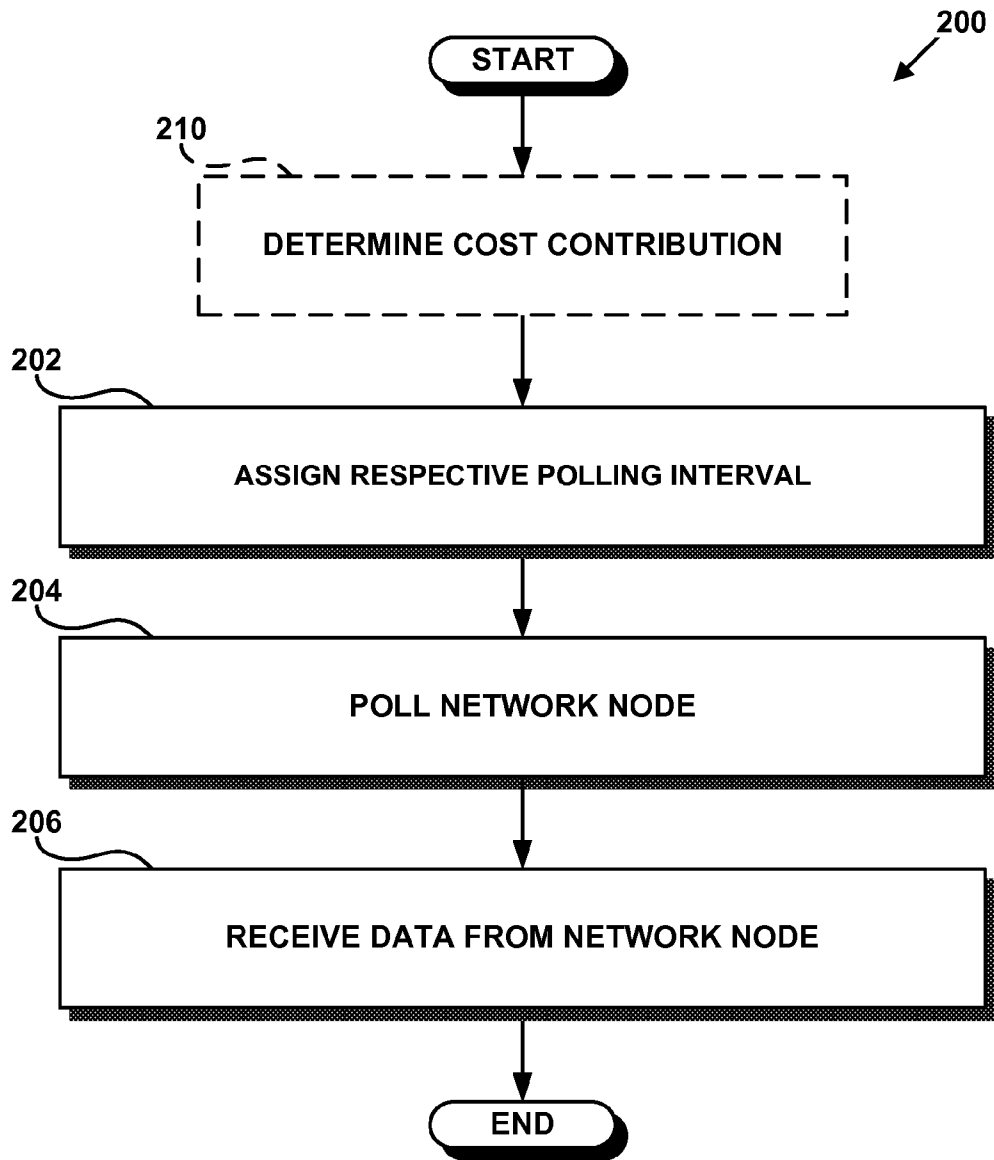 200
START
210
DETERMINE COST CONTRIBUTION
202
ASSIGN RESPECTIVE POLLING INTERVAL
204
POLL NETWORK NODE
206
RECEIVE DATA FROM NETWORK NODE
END